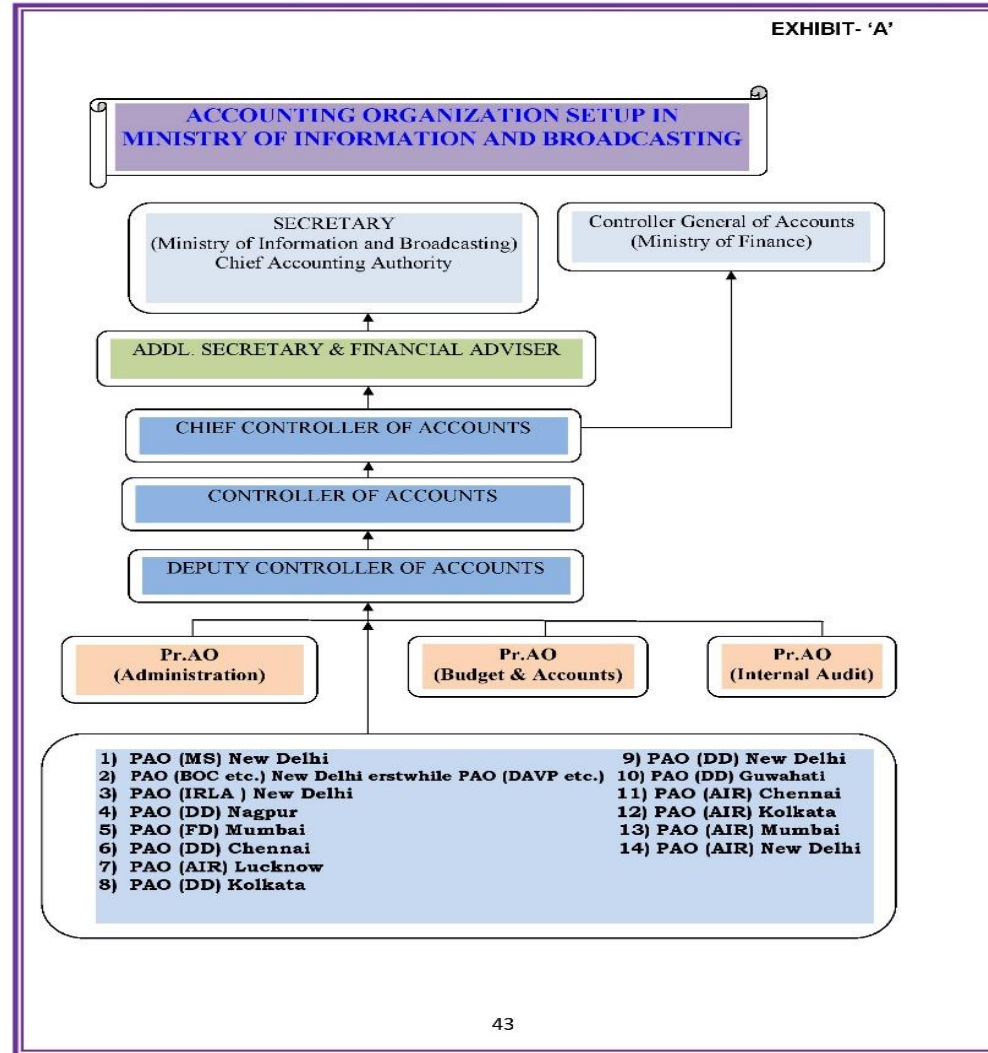 EXHIBIT- ‘A’
ACCOUNTING ORGANIZATION SETUP IN
MINISTRY OF INFORMATION AND BROADCASTING
SECRETARY
(Ministry of Information and Broadcasting)
Chief Accounting Authority
Controller General of Accounts
(Ministry of Finance)
ADDL. SECRETARY & FINANCIAL ADVISER
CHIEF CONTROLLER OF ACCOUNTS
CONTROLLER OF ACCOUNTS
DEPUTY CONTROLLER OF ACCOUNTS
Pr.AO
(Administration)
Pr.AO
(Budget & Accounts)
Pr.AO
(Internal Audit)
1) PAO (MS) New Delhi
2) PAO (BOC etc.) New Delhi erstwhile PAO (DAVP etc.)
3) PAO (IRLA ) New Delhi
4) PAO (DD) Nagpur
5) PAO (FD) Mumbai
6) PAO (DD) Chennai
7) PAO (AIR) Lucknow
8) PAO (DD) Kolkata
9) PAO (DD) New Delhi
10) PAO (DD) Guwahati
11) PAO (AIR) Chennai
12) PAO (AIR) Kolkata
13) PAO (AIR) Mumbai
14) PAO (AIR) New Delhi
43